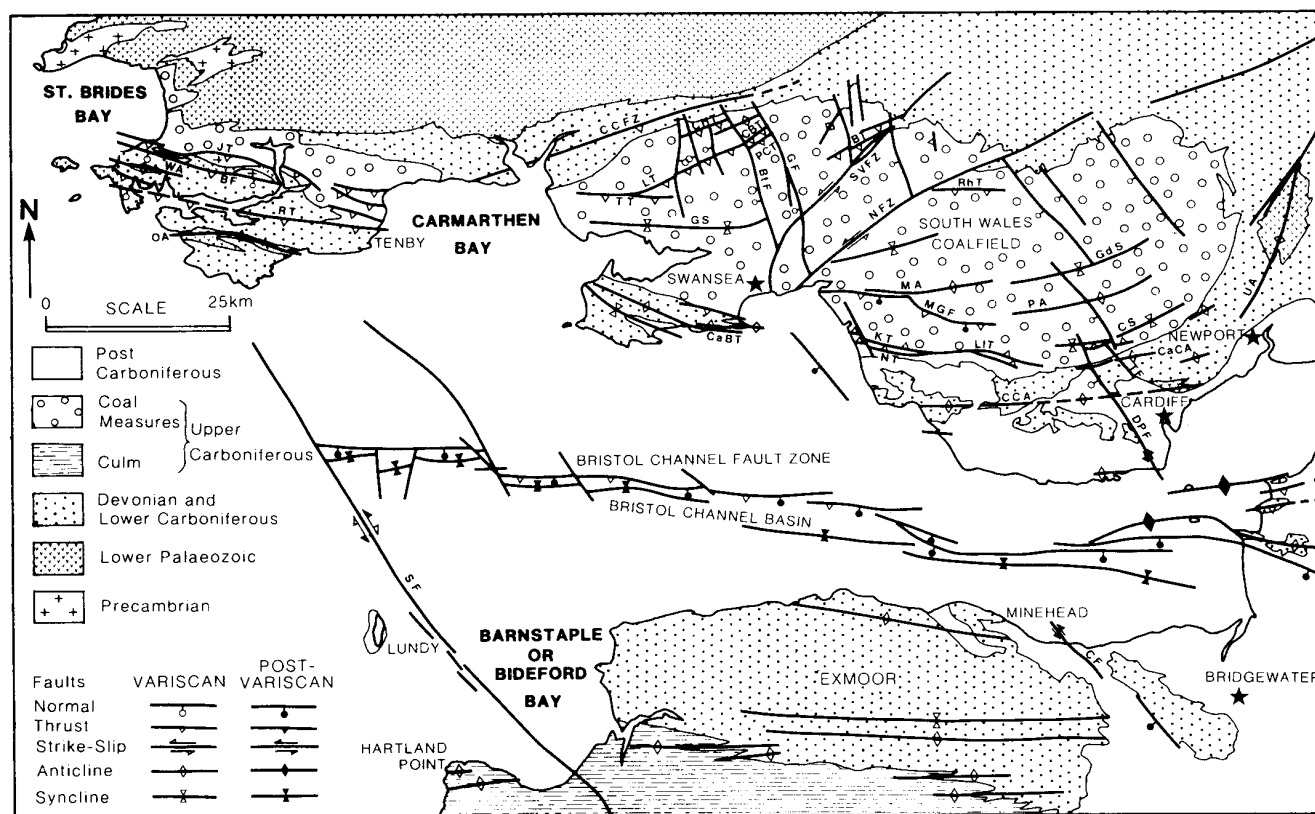 ST. BRIDES
BAY
CCFZ
JT
WA
BF
RT
OA
TENBY
N
CARMARTHEN
BAY
TT
GS
BtF
GF
SVFZ
NFZ
RhT
SOUTH WALES
COALFIELD
GdS
SWANSEA
MA
MGF
PA
CS
UA
NEWPORT
CaBT
KT
NT
LIT
CaCA
CCA
CARDIFF
DPF
SCALE
0
25km
Post
Carboniferous
Coal
Measures
Culm
Upper
Carboniferous
Devonian and
Lower Carboniferous
Lower Palaeozoic
Precambrian
BRISTOL CHANNEL FAULT ZONE
BRISTOL CHANNEL BASIN
SF
LUNDY
BARNSTAPLE
OR
BIDEFORD
BAY
MINEHEAD
CF
EXMOOR
BRIDGEWATER
HARTLAND
POINT
Faults
VARISCAN
POST-
VARISCAN
Normal
Thrust
Strike-Slip
Anticline
Syncline